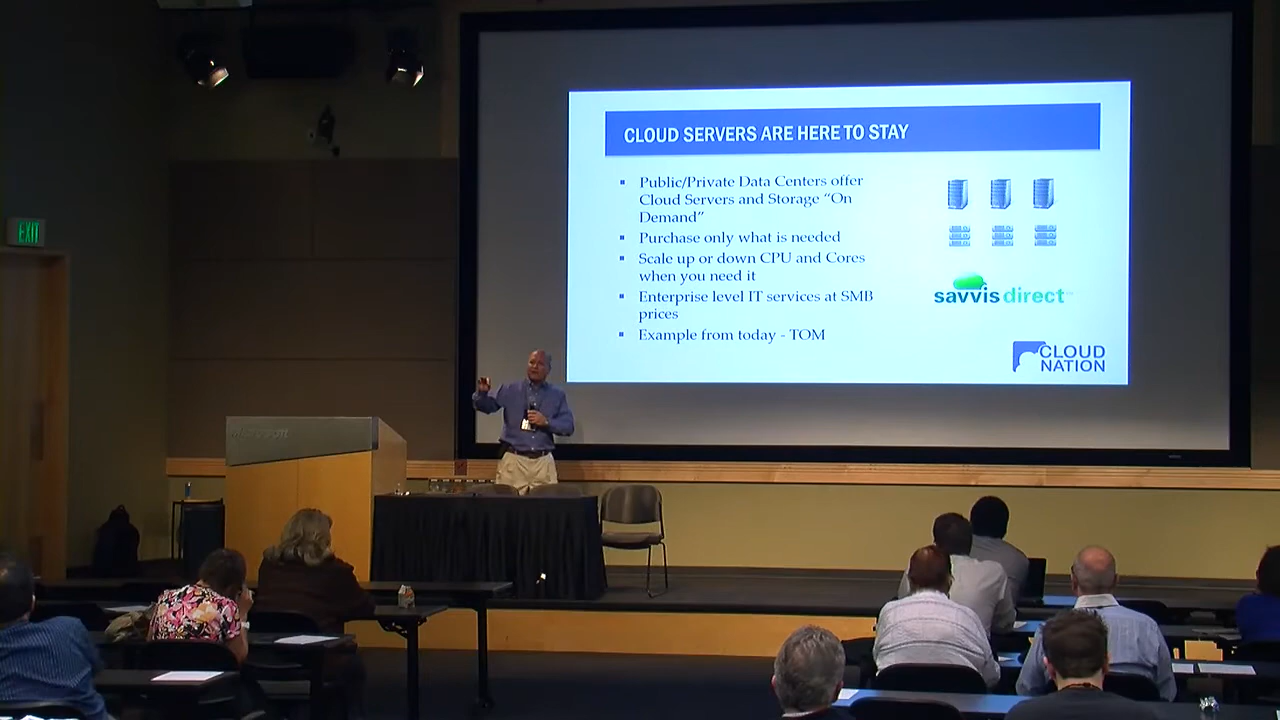 CLOUD SERVERS ARE HERE TO STAY
Public/Private Data Centers offer
Cloud Servers and Storage “On
Demand”
Purchase only what is needed
Scale up or down CPU and Cores
when you need it
Enterprise level IT services at SMB
prices
Example from today - TOM
savvisdirect
CLOUD
NATION
EXIT